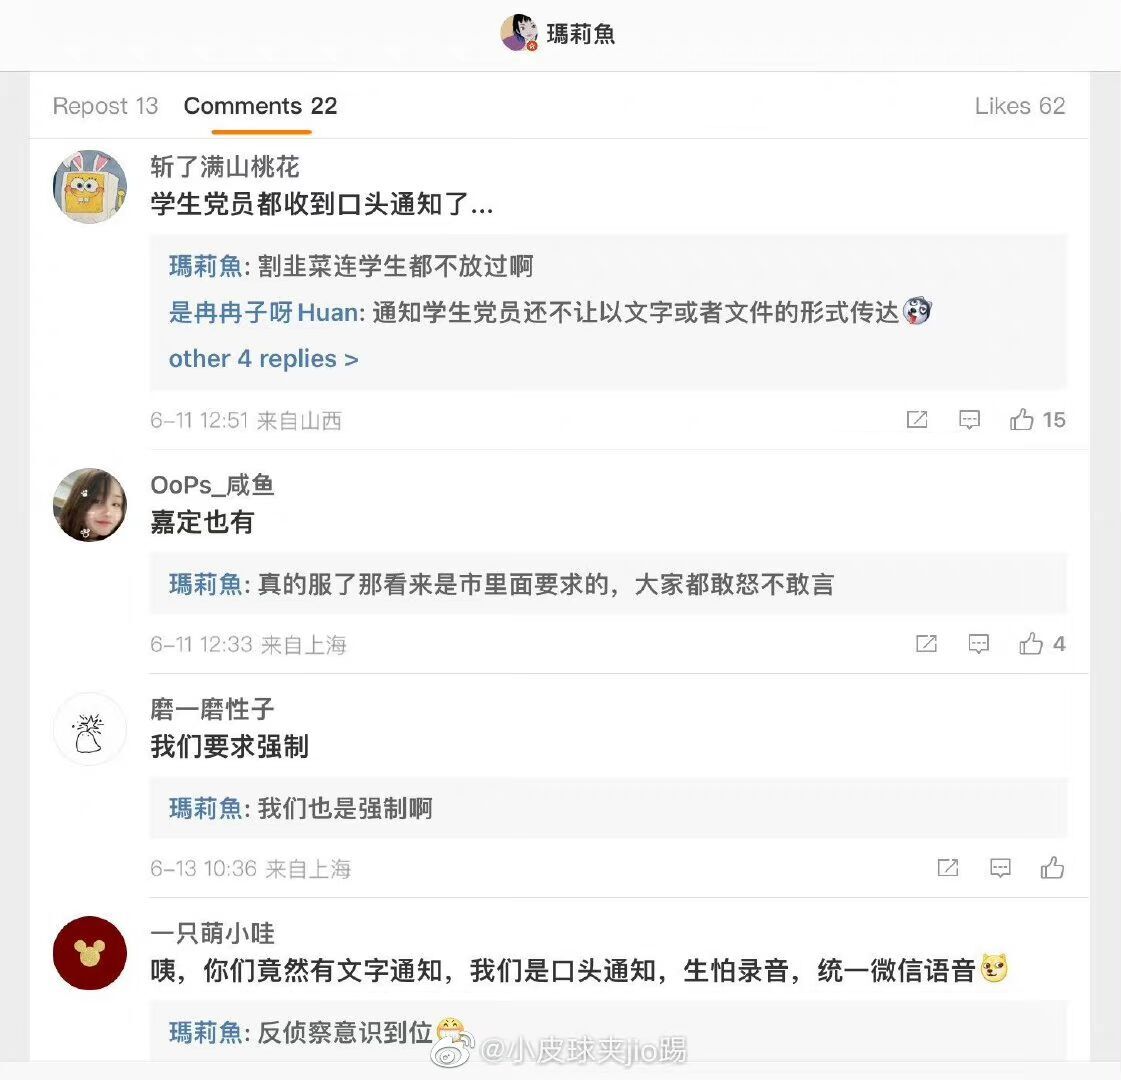 瑪莉魚
Repost 13 Comments 22 Likes 62
斩了满山桃花
学生党员都收到口头通知了...
瑪莉魚: 割韭菜连学生都不放过啊
是冉冉子呀Huan: 通知学生党员还不让以文字或者文件的形式传达
other 4 replies >
6-11 12:51 来自山西 15
OoPs_咸鱼
嘉定也有
瑪莉魚: 真的服了那看来是市里面要求的，大家都敢怒不敢言
6-11 12:33 来自上海 4
磨一磨性子
我们要求强制
瑪莉魚: 我们也是强制啊
6-13 10:36 来自上海
一只萌小哇
咦，你们竟然有文字通知，我们是口头通知，生怕录音，统一微信语音
瑪莉魚: 反侦察意识到位
@小皮球夹jio踢